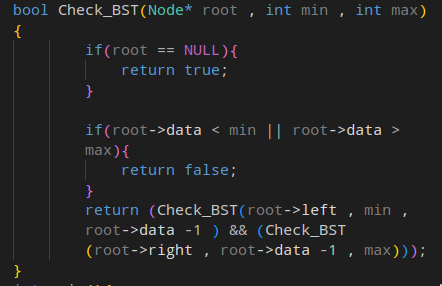 bool Check_BST(Node* root , int min , int max)
{
if(root == NULL){
return true;
}
if(root->data < min || root->data >
max){
return false;
}
return (Check_BST(root->left , min ,
root->data -1 ) && (Check_BST
(root->right , root->data -1 , max)));
}